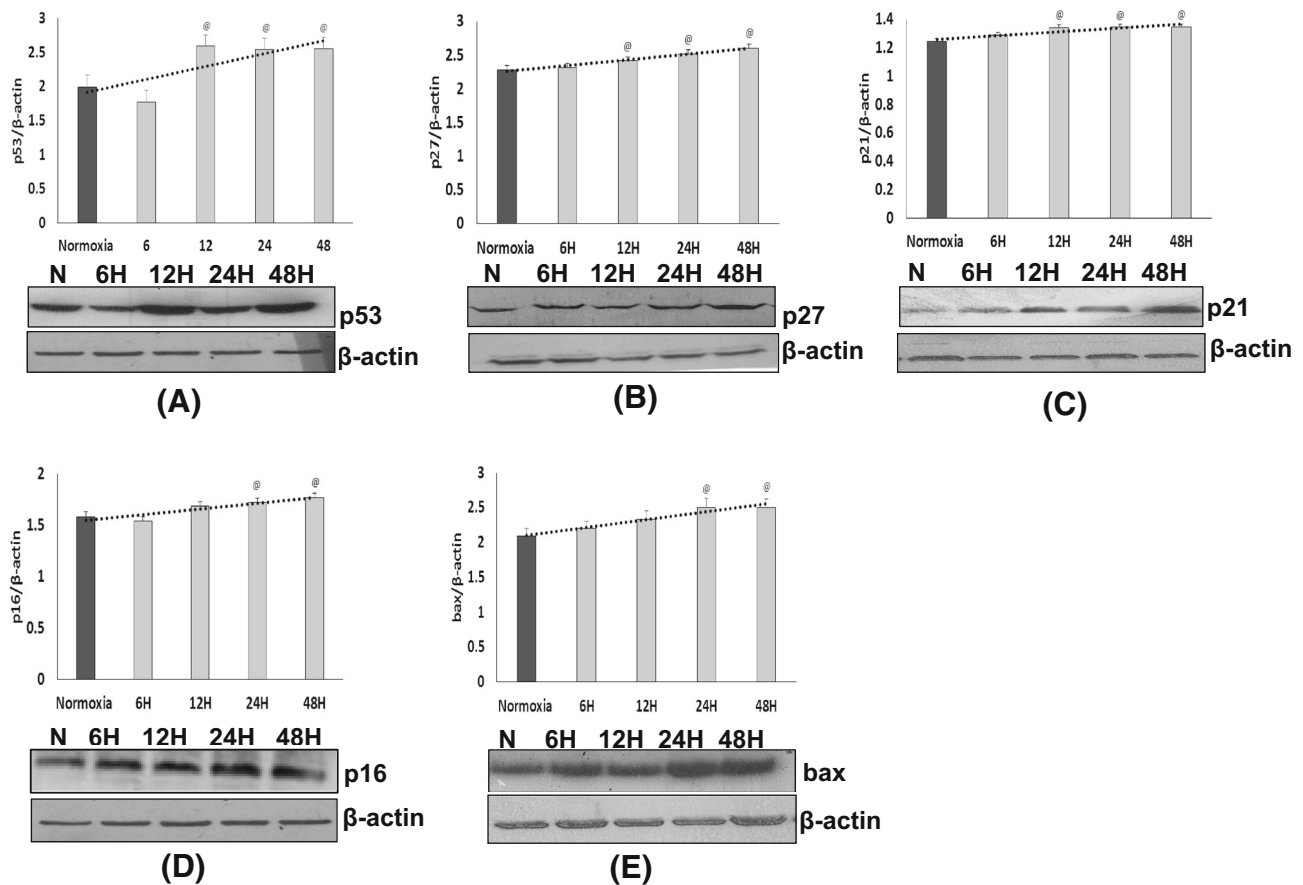 3
2.5
2
1.5
1
0.5
0
p53/β-actin
@ @ @
Normoxia 6 12 24 48
N 6H 12H 24H 48H
p53
β-actin
(A)
3
2.5
2
1.5
1
0.5
0
p27/β-actin
@ @ @
Normoxia 6H 12H 24H 48H
N 6H 12H 24H 48H
p27
β-actin
(B)
1.4
1.2
1
0.8
0.6
0.4
0.2
0
p21/β-actin
@ @ @
Normoxia 6H 12H 24H 48H
N 6H 12H 24H 48H
p21
β-actin
(C)
2
1.5
1
0.5
0
p16/β-actin
@ @
Normoxia 6H 12H 24H 48H
N 6H 12H 24H 48H
p16
β-actin
(D)
3
2.5
2
1.5
1
0.5
0
bax/β-actin
@ @
Normoxia 6H 12H 24H 48H
N 6H 12H 24H 48H
bax
β-actin
(E)